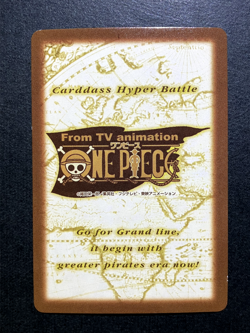 Carddass Hyper Battle
From TV animation
ワンピース
ONE PIECE
Go for Grand line,
it begin with
greater pirates era now!